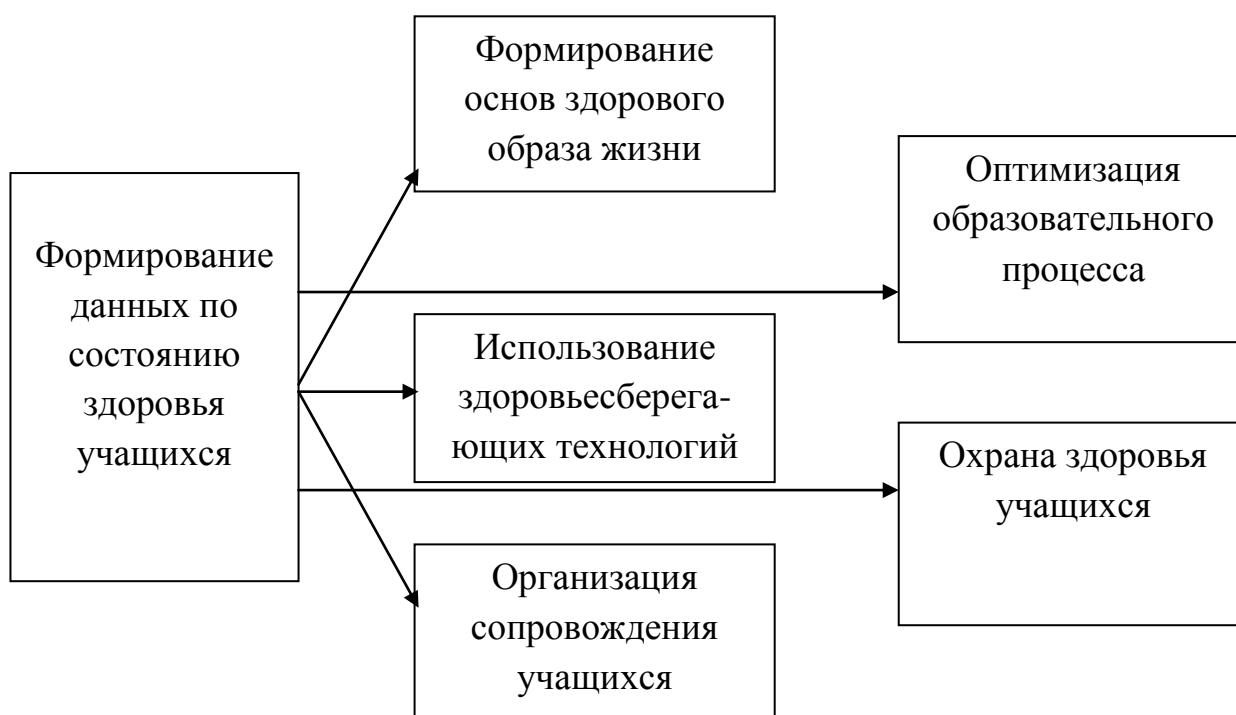 Формирование
данных по
состоянию
здоровья
учащихся
Формирование
основ здорового
образа жизни
Использование
здоровьесберега-
ющих технологий
Организация
сопровождения
учащихся
Оптимизация
образовательного
процесса
Охрана здоровья
учащихся